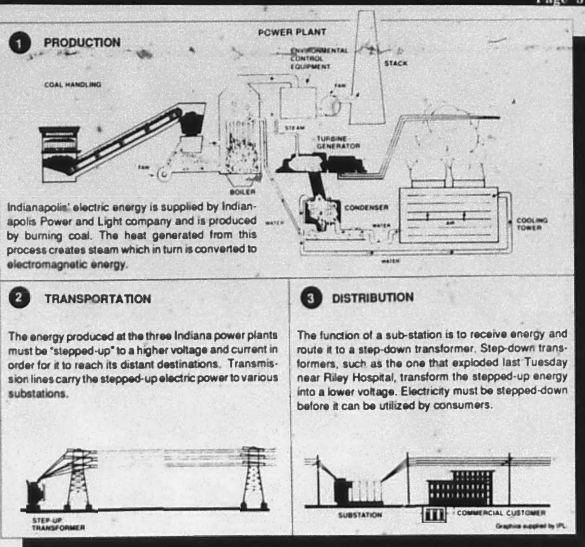 Page 3
1 PRODUCTION
POWER PLANT
ENVIRONMENTAL
CONTROL
EQUIPMENT
STACK
COAL HANDLING
FAN
STEAM
TURBINE
GENERATOR
FAN
BOILER
CONDENSER
WATER
WATER
AIR
COOLING
TOWER
WATER
Indianapolis' electric energy is supplied by Indian-
apolis Power and Light company and is produced
by burning coal. The heat generated from this
process creates steam which in turn is converted to
electromagnetic energy.
2 TRANSPORTATION
The energy produced at the three Indiana power plants
must be "stepped-up" to a higher voltage and current in
order for it to reach its distant destinations. Transmis-
sion lines carry the stepped-up electric power to various
substations.
STEP-UP
TRANSFORMER
3 DISTRIBUTION
The function of a sub-station is to receive energy and
route it to a step-down transformer. Step-down trans-
formers, such as the one that exploded last Tuesday
near Riley Hospital, transform the stepped-up energy
into a lower voltage. Electricity must be stepped-down
before it can be utilized by consumers.
SUBSTATION
COMMERCIAL CUSTOMER
Graphics supplied by IPL